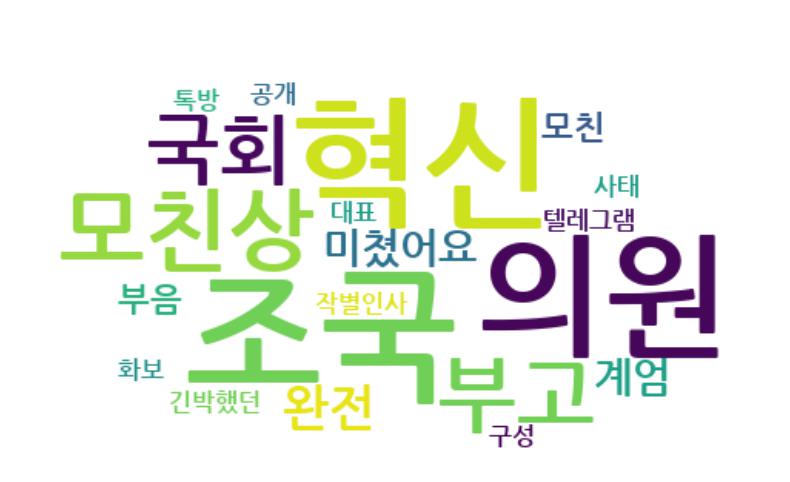 톡방 공개
국회 혁신 모친
모친상 대표 사태
미쳤어요 텔레그램
부음 조국 작별인사 의원
화보 부고 계엄
긴박했던 완전
구성